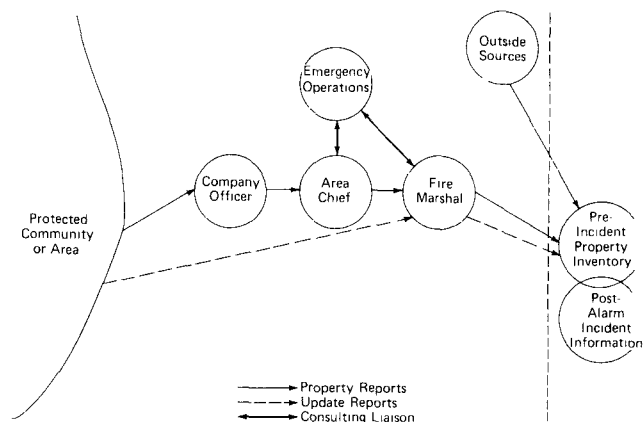 Outside
Sources
Emergency
Operations
Company
Officer
Area
Chief
Fire
Marshal
Protected
Community
or Area
Pre-
Incident
Property
Inventory
Post-
Alarm
Incident
Information
Property Reports
Update Reports
Consulting Liaison